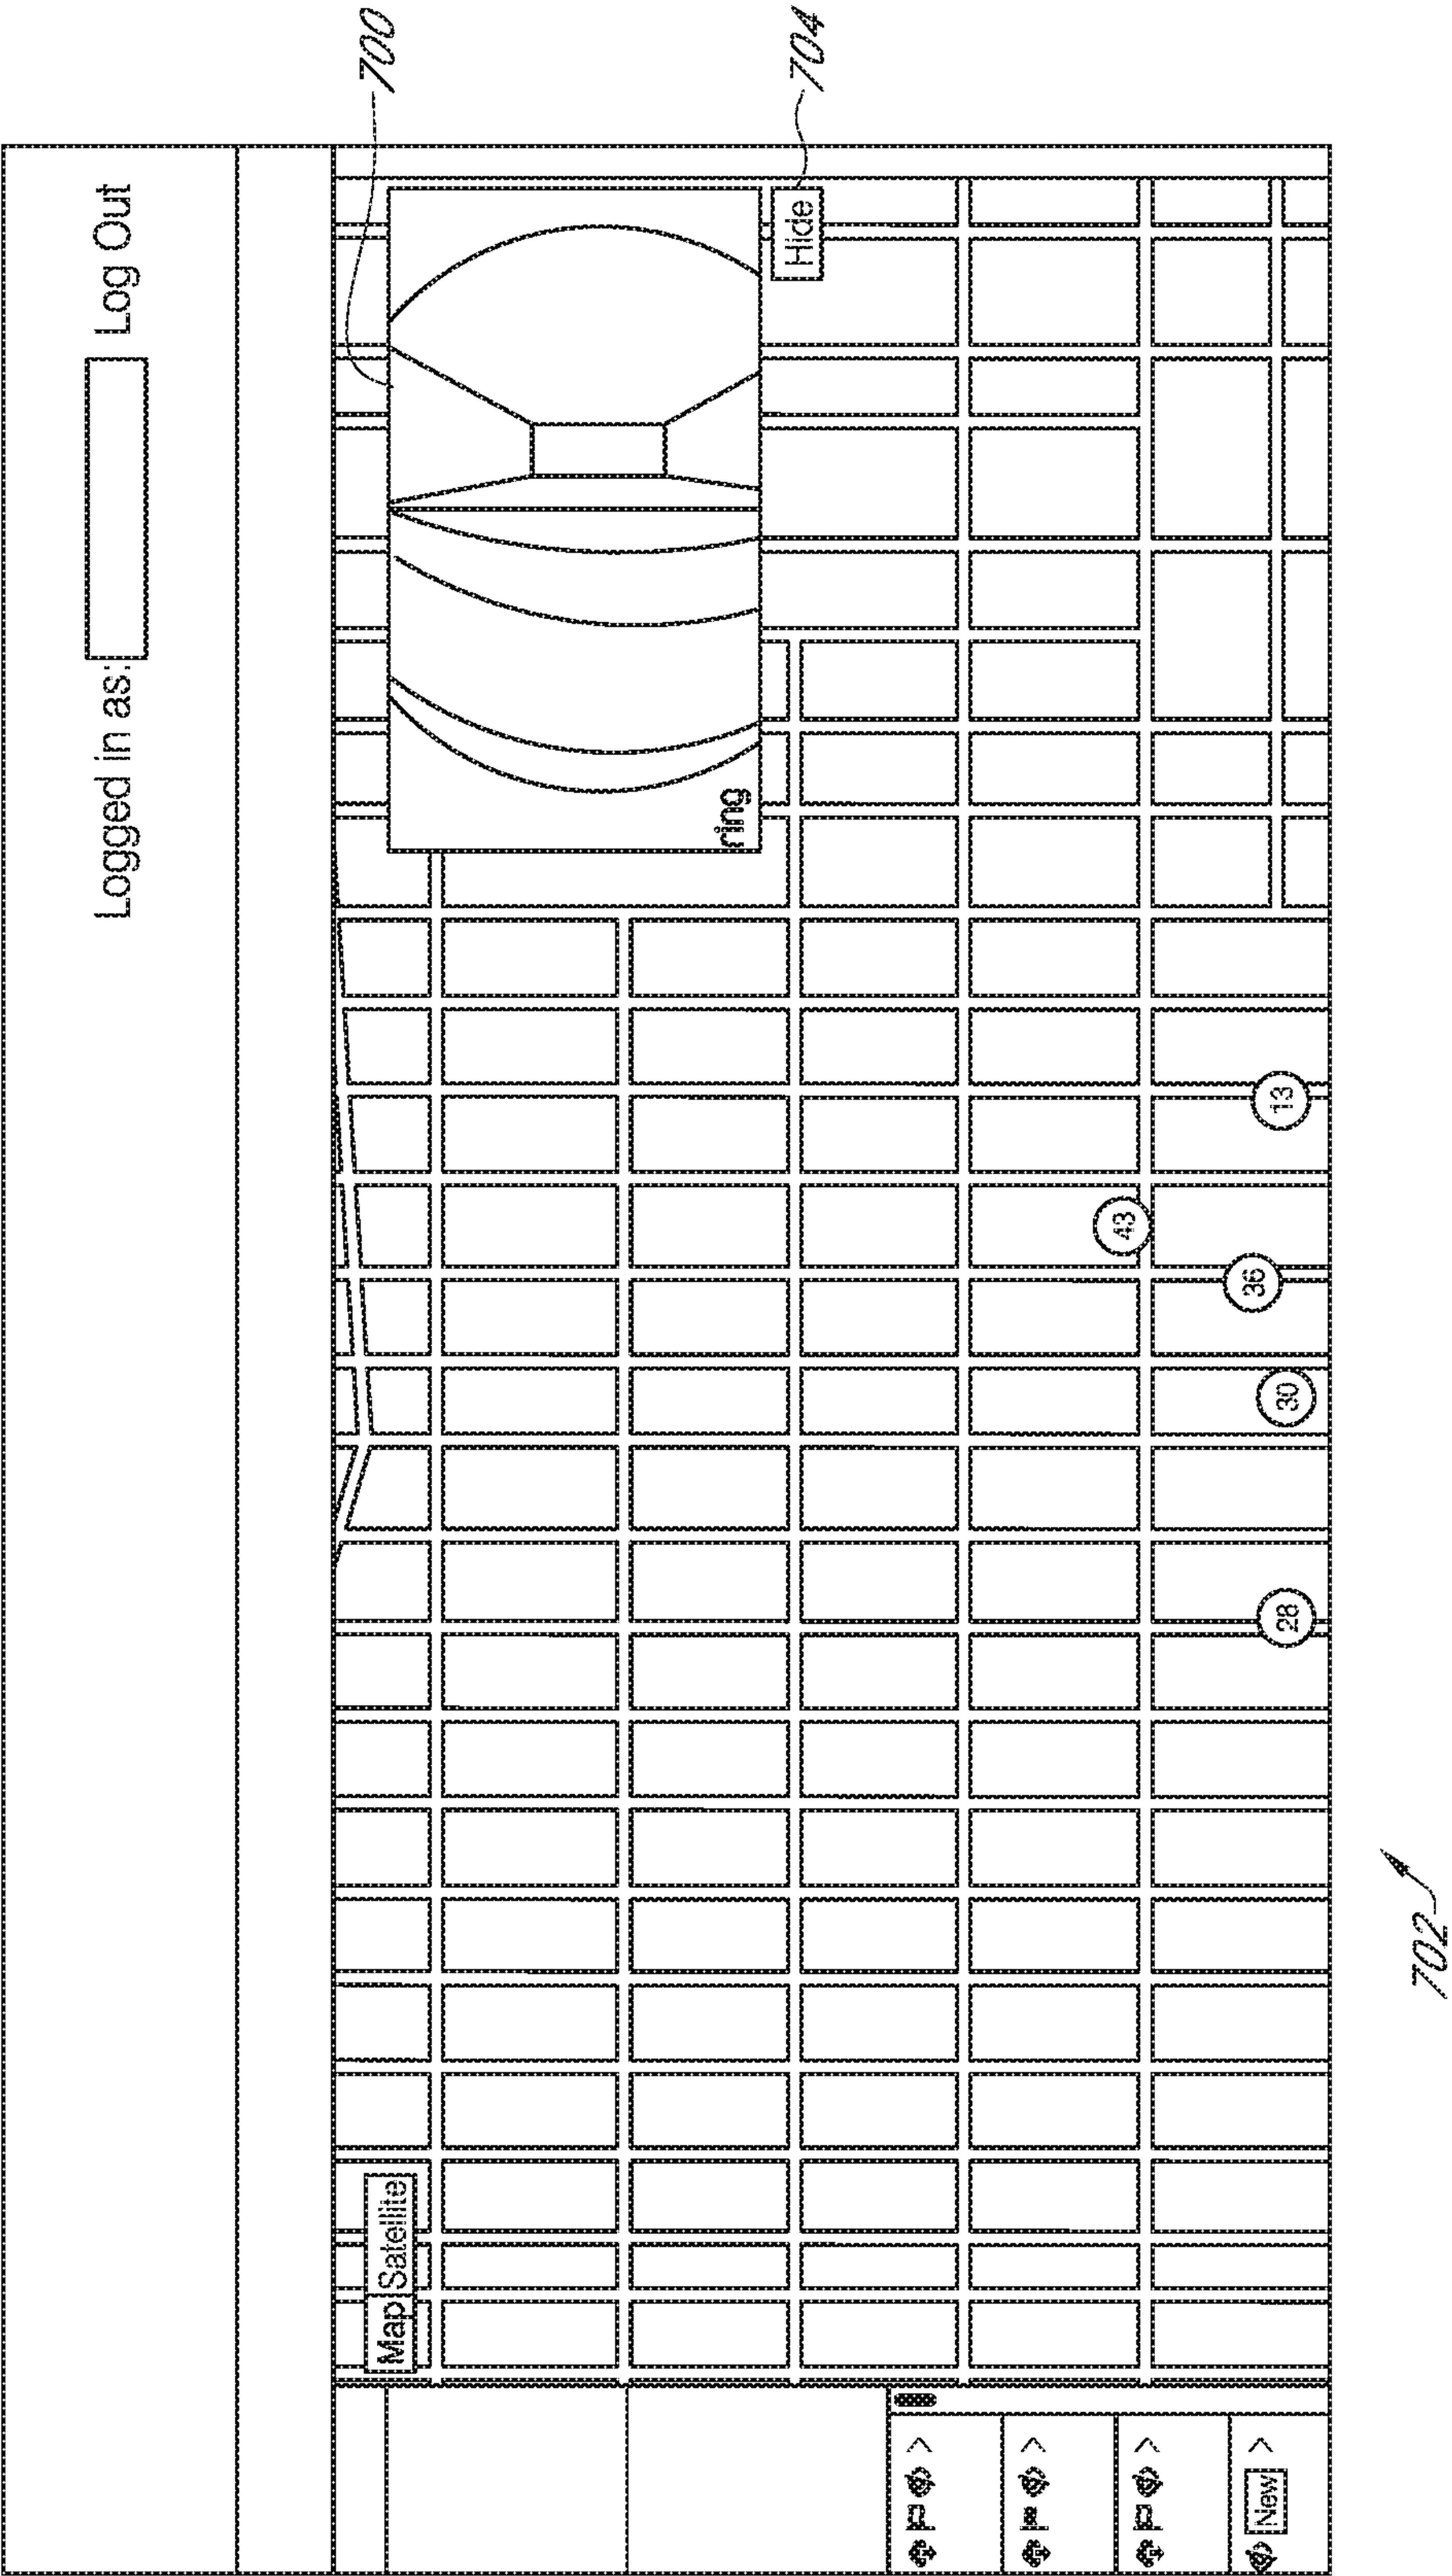 Logged in as: Log Out
700
Map Satellite
ring
Hide
704
43
28
30
36
13
New
702